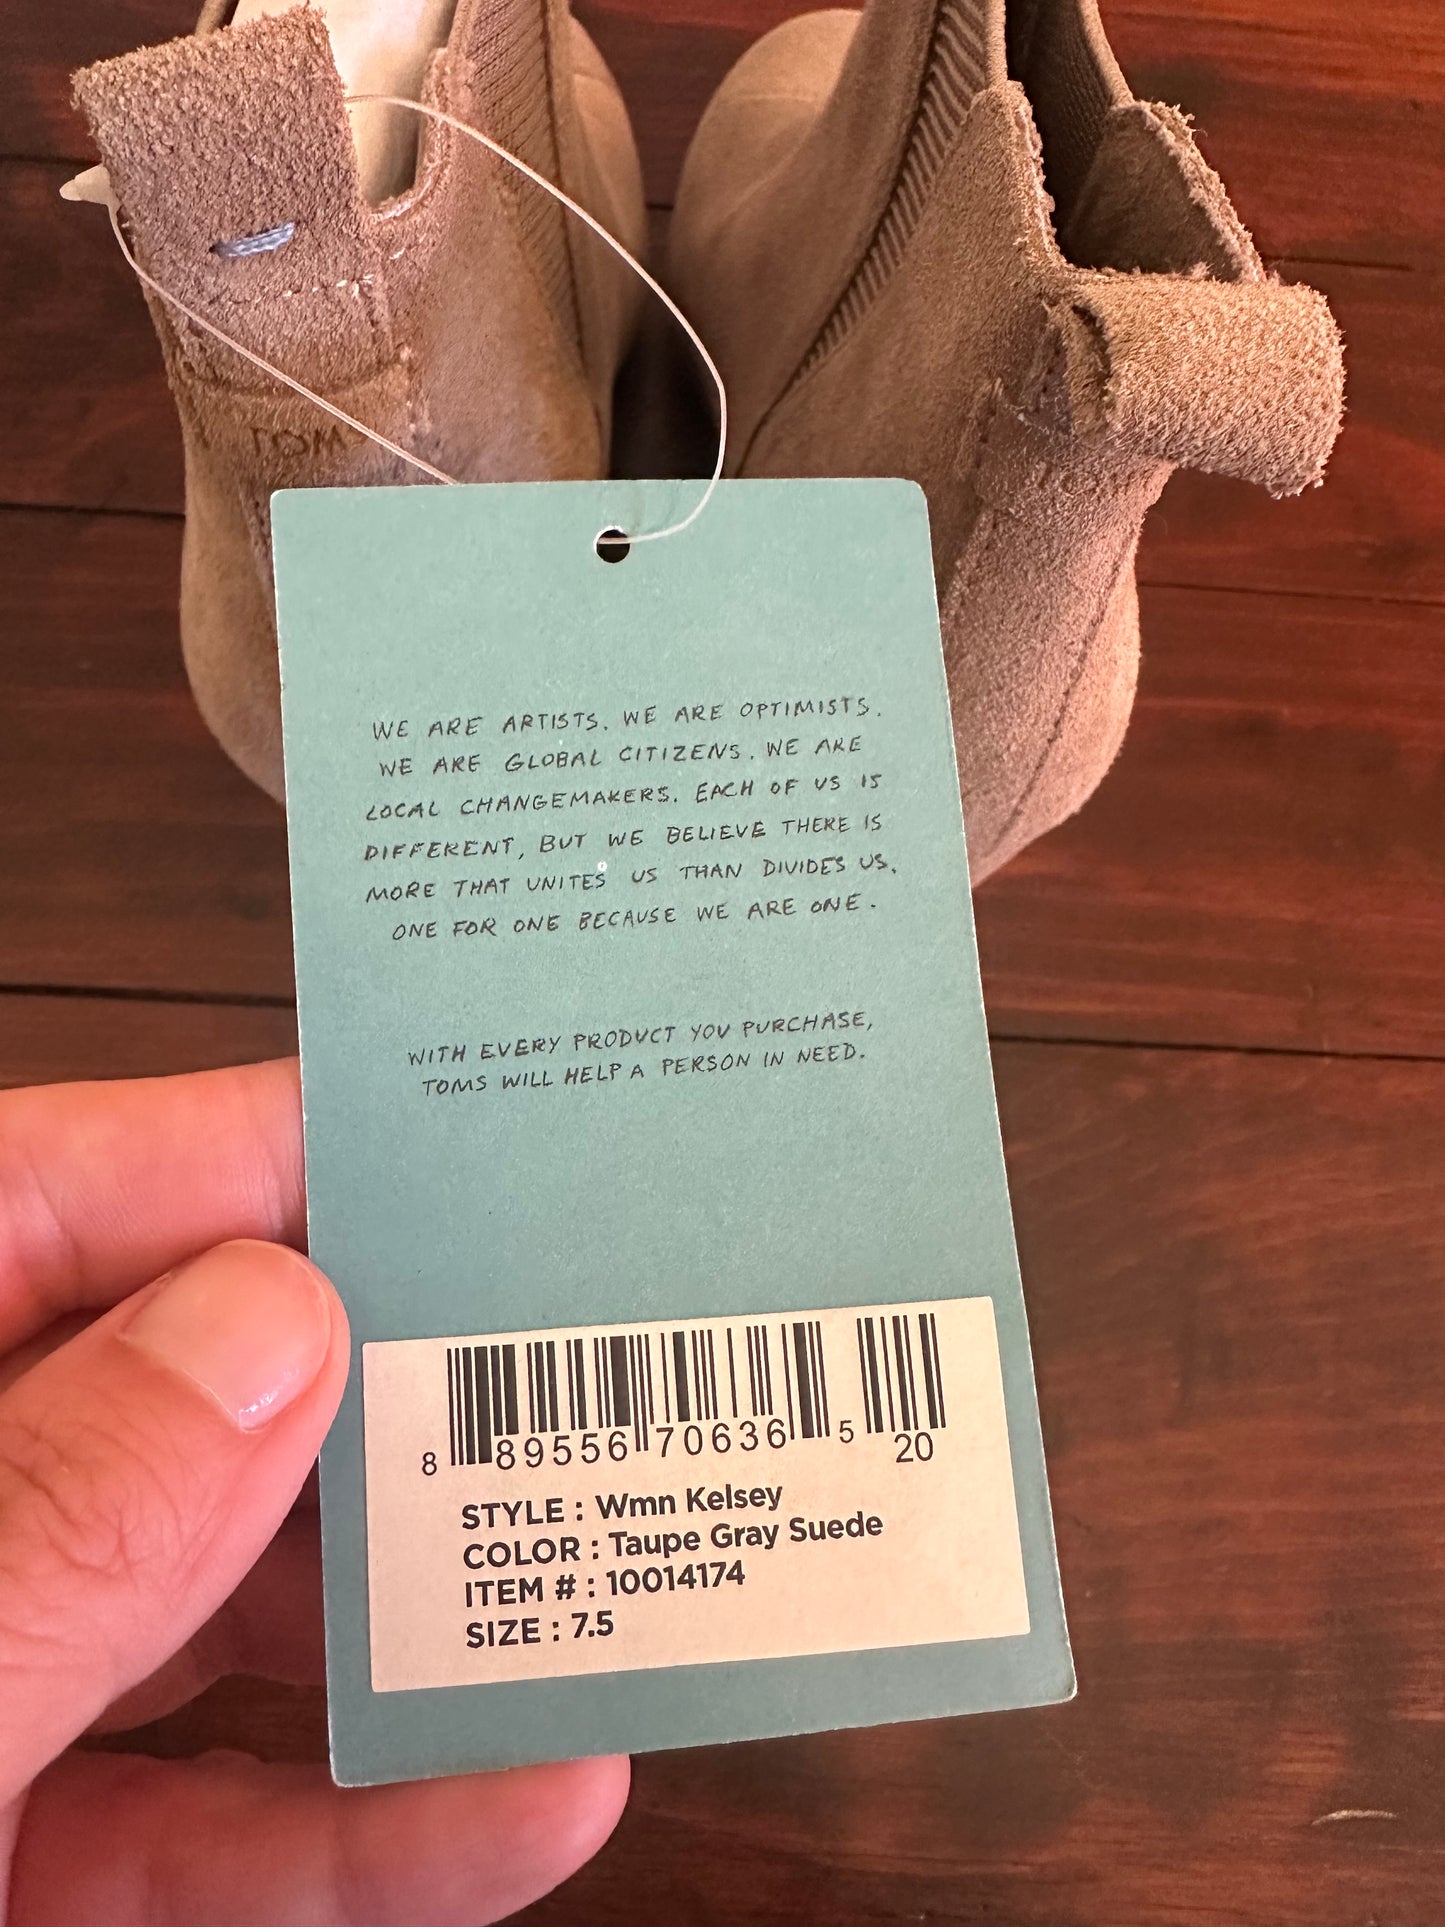 TOMS
WE ARE ARTISTS. WE ARE OPTIMISTS.
WE ARE GLOBAL CITIZENS. WE ARE
LOCAL CHANGEMAKERS. EACH OF US IS
DIFFERENT, BUT WE BELIEVE THERE IS
MORE THAT UNITES US THAN DIVIDES US.
ONE FOR ONE BECAUSE WE ARE ONE.
WITH EVERY PRODUCT YOU PURCHASE,
TOMS WILL HELP A PERSON IN NEED.
8 89556 70636 5 20
STYLE : Wmn Kelsey
COLOR : Taupe Gray Suede
ITEM # : 10014174
SIZE : 7.5